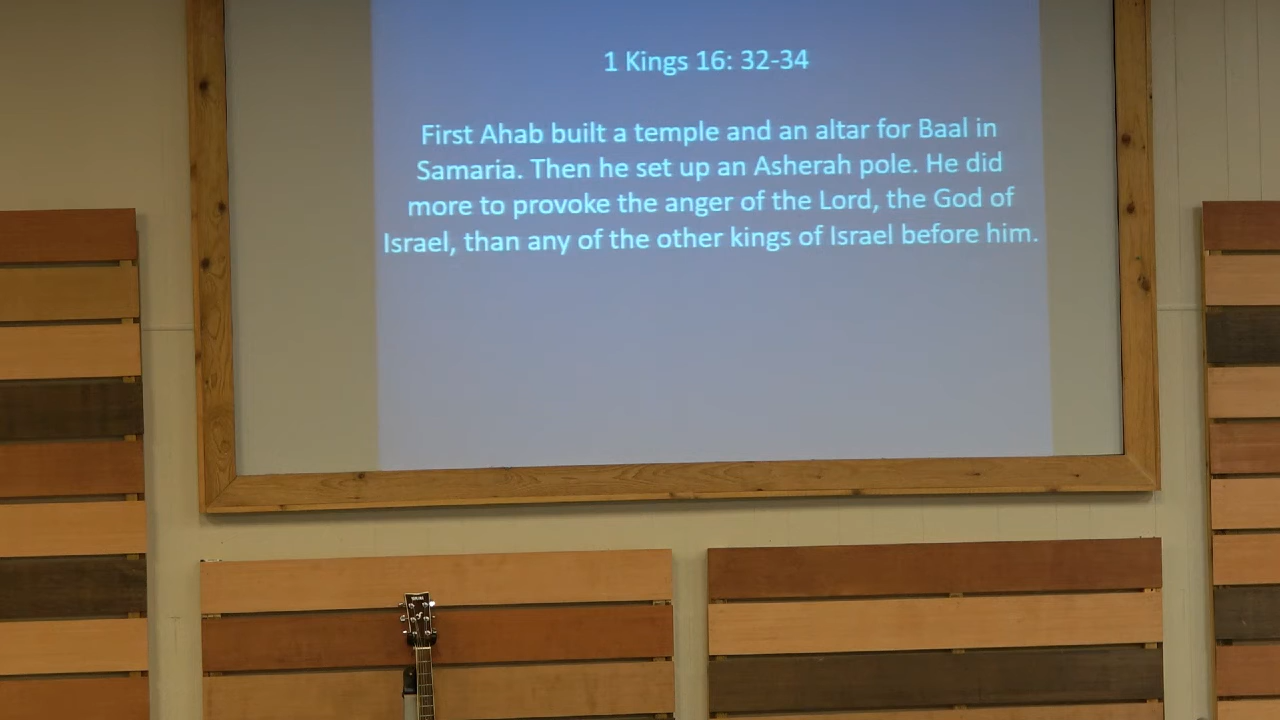 1 Kings 16: 32-34
First Ahab built a temple and an altar for Baal in
Samaria. Then he set up an Asherah pole. He did
more to provoke the anger of the Lord, the God of
Israel, than any of the other kings of Israel before him.